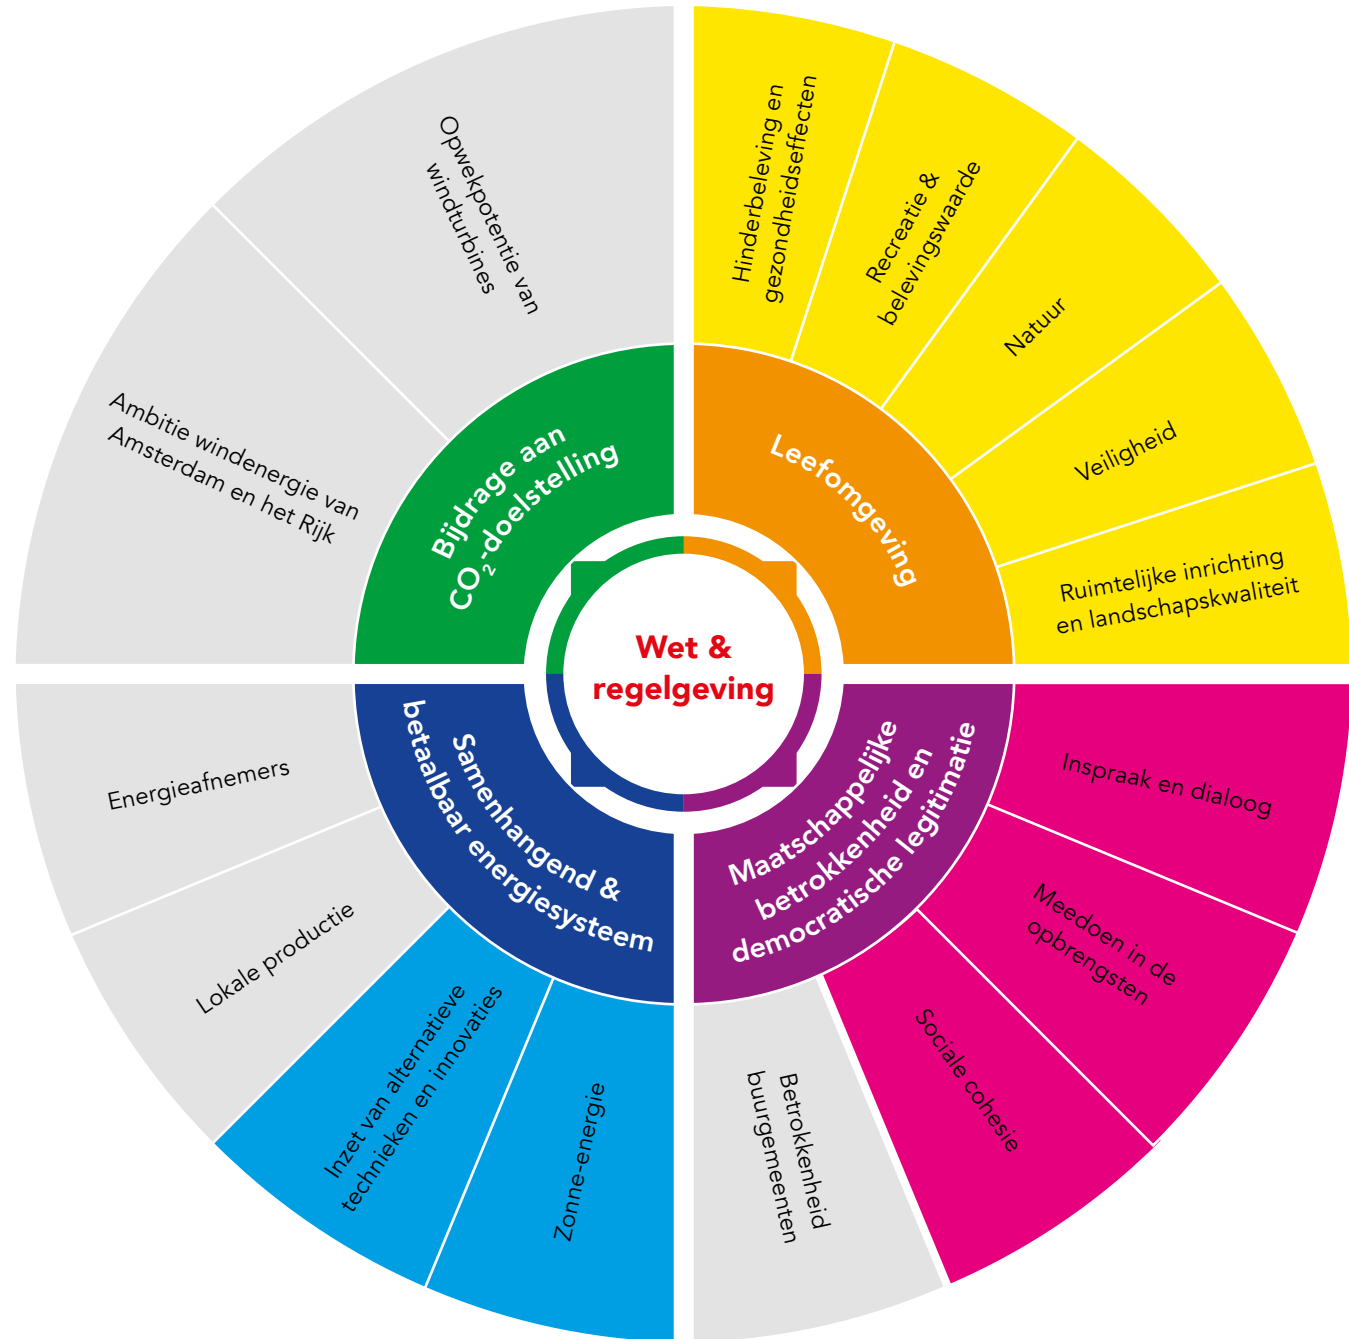 Opwekpotentie van
windturbines
Ambitie windenergie van
Amsterdam en het Rijk
Bijdrage aan
CO₂-doelstelling
Hinderbeleving en
gezondheidseffecten
Recreatie &
belevingswaarde
Natuur
Veiligheid
Ruimtelijke inrichting
en landschapskwaliteit
Leefomgeving
Wet &
regelgeving
Energieafnemers
Lokale productie
Inzet van alternatieve
technieken en innovaties
Zonne-energie
Samenhangend &
betaalbaar energiesysteem
Maatschappelijke
betrokkenheid en
democratische legitimatie
Inspraak en dialoog
Meedoen in de
opbrengsten
Sociale cohesie
Betrokkenheid
buurgemeenten